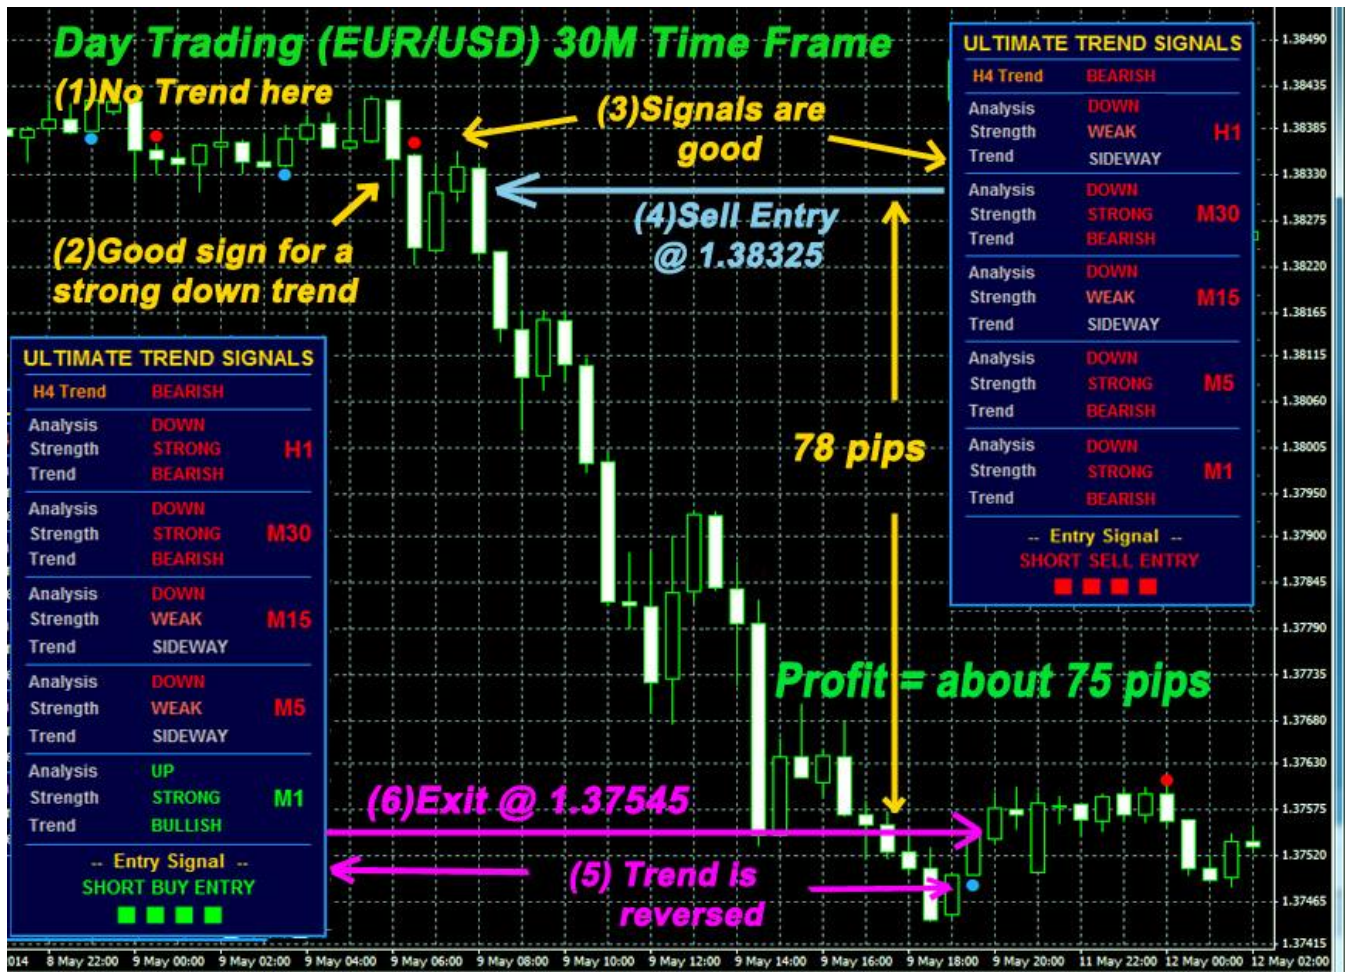 Day Trading (EUR/USD) 30M Time Frame
(1)No Trend here
(2)Good sign for a
strong down trend
(3)Signals are
good
(4)Sell Entry
@ 1.38325
78 pips
Profit = about 75 pips
(6)Exit @ 1.37545
(5) Trend is
reversed
ULTIMATE TREND SIGNALS
H4 Trend BEARISH
Analysis DOWN
Strength STRONG H1
Trend BEARISH
Analysis DOWN
Strength STRONG M30
Trend BEARISH
Analysis DOWN
Strength WEAK M15
Trend SIDEWAY
Analysis DOWN
Strength WEAK M5
Trend SIDEWAY
Analysis UP
Strength STRONG M1
Trend BULLISH
-- Entry Signal --
SHORT BUY ENTRY
ULTIMATE TREND SIGNALS
H4 Trend BEARISH
Analysis DOWN
Strength WEAK H1
Trend SIDEWAY
Analysis DOWN
Strength STRONG M30
Trend BEARISH
Analysis DOWN
Strength WEAK M15
Trend SIDEWAY
Analysis DOWN
Strength STRONG M5
Trend BEARISH
Analysis DOWN
Strength STRONG M1
Trend BEARISH
-- Entry Signal --
SHORT SELL ENTRY
1.38490
1.38435
1.38385
1.38330
1.38275
1.38220
1.38165
1.38115
1.38060
1.38005
1.37950
1.37900
1.37845
1.37790
1.37735
1.37680
1.37630
1.37575
1.37520
1.37465
1.37415
2014 8 May 22:00 9 May 00:00 9 May 02:00 9 May 04:00 9 May 06:00 9 May 08:00 9 May 10:00 9 May 12:00 9 May 14:00 9 May 16:00 9 May 18:00 9 May 20:00 11 May 22:00 12 May 00:00 12 May 02:00